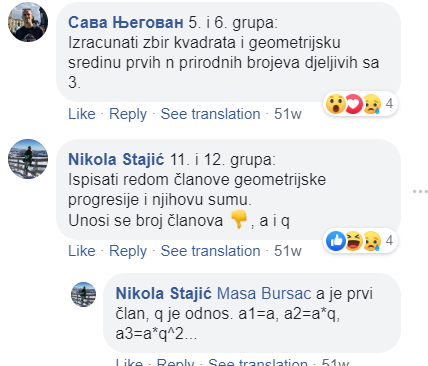 Сава Његован 5. i 6. grupa:
Izracunati zbir kvadrata i geometrijsku
sredinu prvih n prirodnih brojeva djeljivih sa
3.
4
Like · Reply · See translation · 51w
Nikola Stajić 11. i 12. grupa:
Ispisati redom članove geometrijske
progresije i njihovu sumu.
Unosi se broj članova 👎, a i q
4
Like · Reply · See translation · 51w
Nikola Stajić Masa Bursac a je prvi
član, q je odnos. a1=a, a2=a*q,
a3=a*q^2...
Like · Reply · See translation · 51w